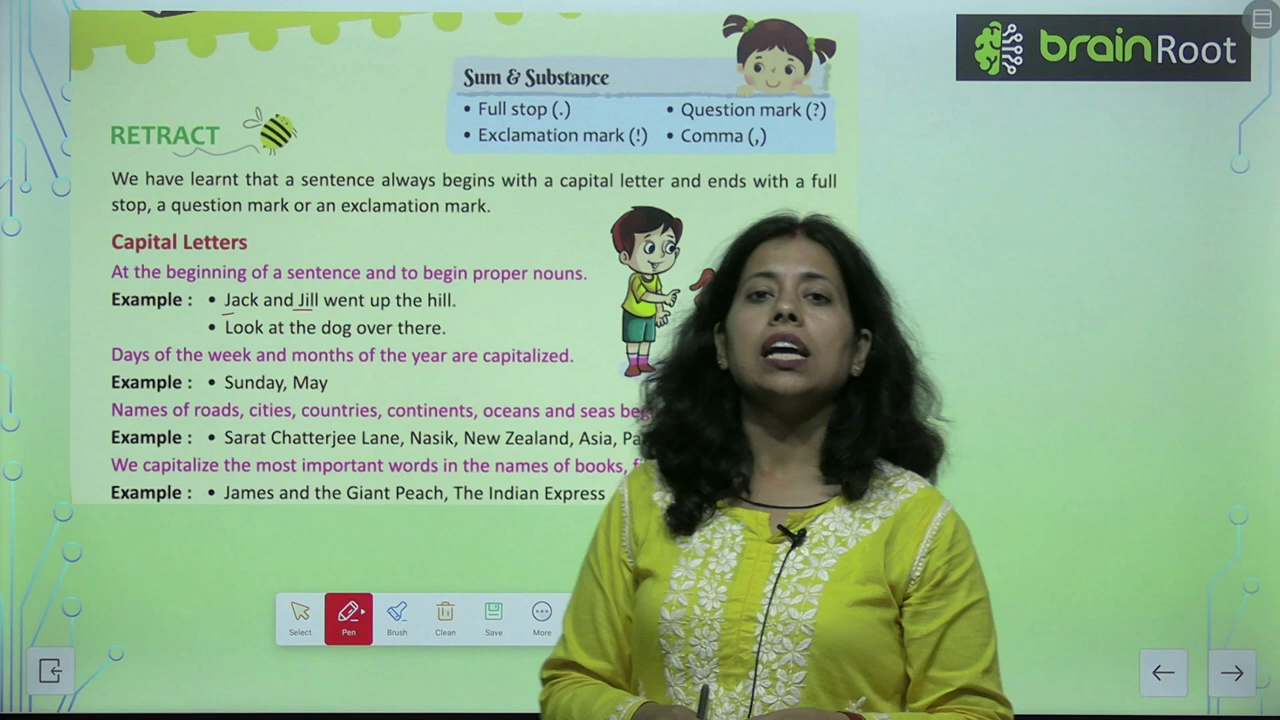 brainRoot
Sum & Substance
• Full stop (.) • Question mark (?)
• Exclamation mark (!) • Comma (,)
RETRACT
We have learnt that a sentence always begins with a capital letter and ends with a full
stop, a question mark or an exclamation mark.
Capital Letters
At the beginning of a sentence and to begin proper nouns.
Example : • Jack and Jill went up the hill.
• Look at the dog over there.
Days of the week and months of the year are capitalized.
Example : • Sunday, May
Names of roads, cities, countries, continents, oceans and seas
Example : • Sarat Chatterjee Lane, Nasik, New Zealand, Asia,
We capitalize the most important words in the names of books,
Example : • James and the Giant Peach, The Indian Express
Select Pen Brush Clean Save More